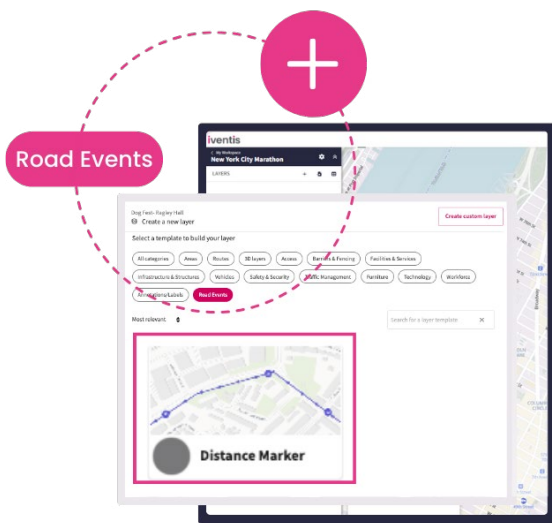 Road Events
iventis
My Workspace
New York City Marathon
LAYERS
Dog Fest- Ragley Hall
Create a new layer
Create custom layer
Select a template to build your layer
All categories
Areas
Routes
3D layers
Access
Barriers & Fencing
Facilities & Services
Infrastructure & Structures
Vehicles
Safety & Security
Traffic Management
Furniture
Technology
Workforce
Annotations/Labels
Road Events
Most relevant
Search for a layer template
Distance Marker
Broadway